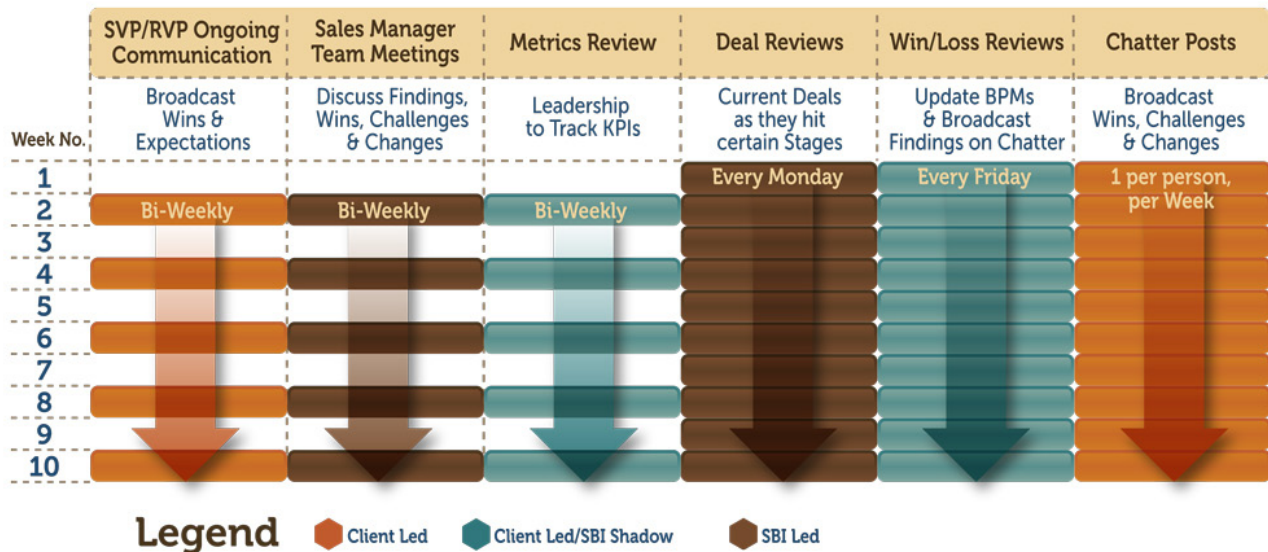 SVP/RVP Ongoing
Communication
Sales Manager
Team Meetings
Metrics Review
Deal Reviews
Win/Loss Reviews
Chatter Posts
Week No.
Broadcast
Wins &
Expectations
Discuss Findings,
Wins, Challenges
& Changes
Leadership
to Track KPIs
Current Deals
as they hit
certain Stages
Update BPMs
& Broadcast
Findings on Chatter
Broadcast
Wins, Challenges
& Changes
1
Every Monday
Every Friday
1 per person,
per Week
2
Bi-Weekly
Bi-Weekly
Bi-Weekly
3
4
5
6
7
8
9
10
Legend
Client Led
Client Led/SBI Shadow
SBI Led